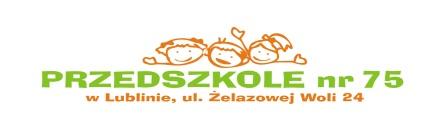 PRZEDSZKOLE nr 75
w Lublinie, ul. Żelazowej Woli 24